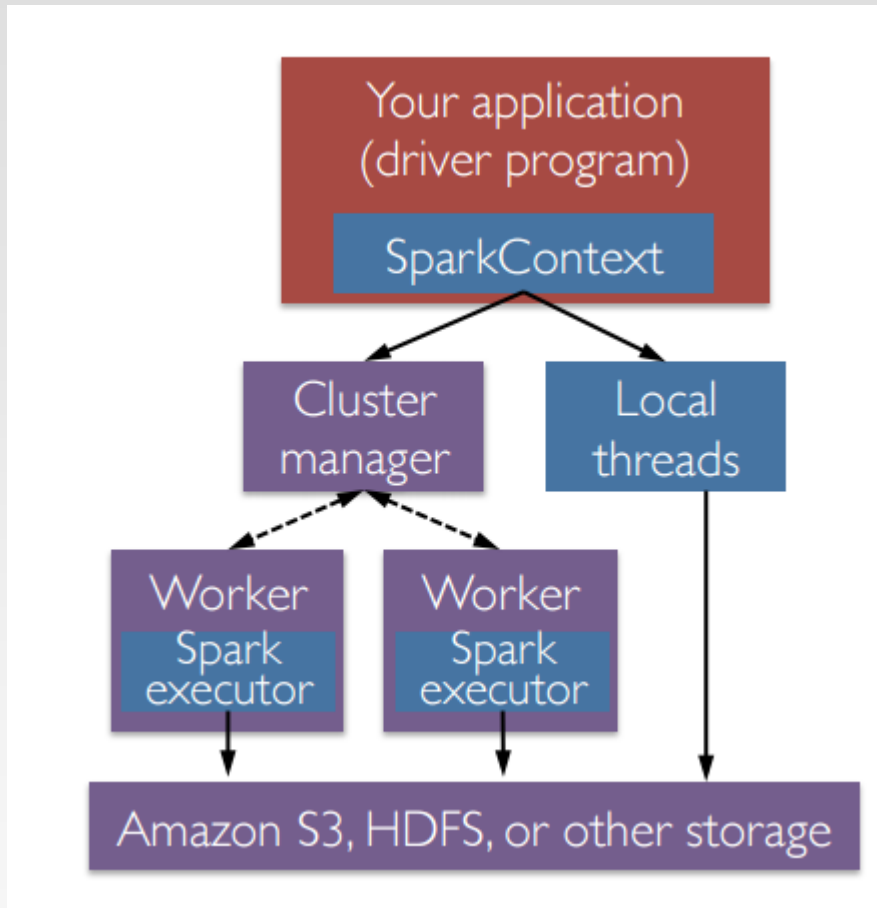 Your application
(driver program)
SparkContext
Cluster
manager
Local
threads
Worker
Spark
executor
Worker
Spark
executor
Amazon S3, HDFS, or other storage